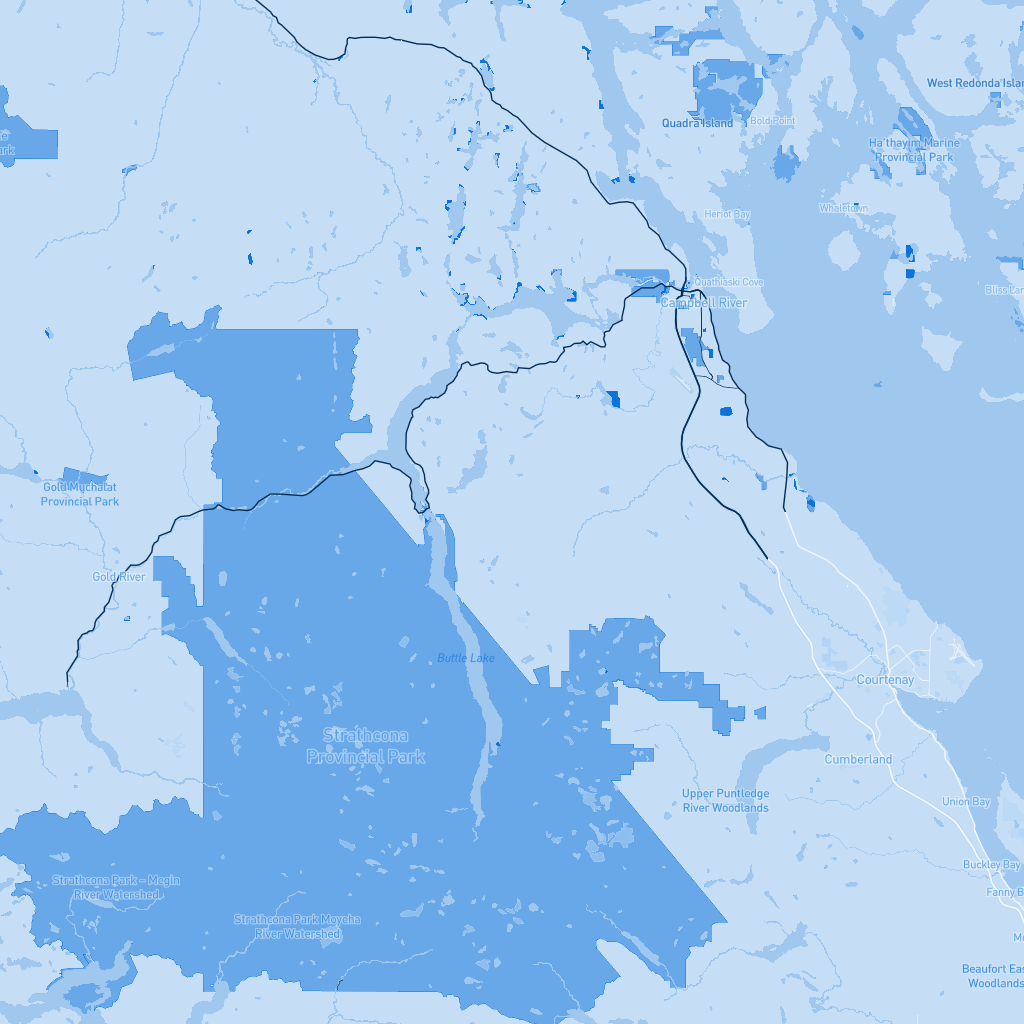 West Redonda Islan
Quadra Island
Bold Point
Ha'thayim Marine
Provincial Park
ark
Whaletown
Heriot Bay
Quathiaski Cove
Bliss Lan
Campbell River
Gold Muchalat
Provincial Park
Gold River
Buttle Lake
Courtenay
Strathcona
Provincial Park
Cumberland
Upper Puntledge
River Woodlands
Union Bay
Buckley Bay
Strathcona Park - Megin
River Watershed
Fanny B
Strathcona Park Moyeha
River Watershed
Beaufort Eas
Woodlands